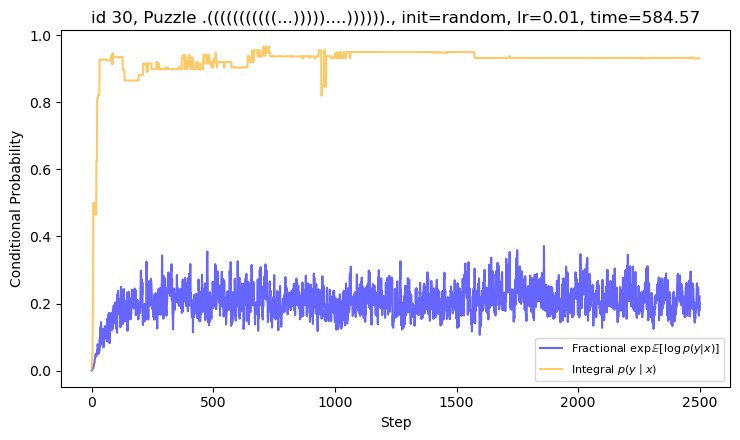 id 30, Puzzle .(((((((((((...)))))....))))))., init=random, lr=0.01, time=584.57
1.0
0.8
0.6
0.4
0.2
0.0
Conditional Probability
0
500
1000
1500
2000
2500
Step
Fractional exp𝔼[log p(y|x)]
Integral p(y | x)